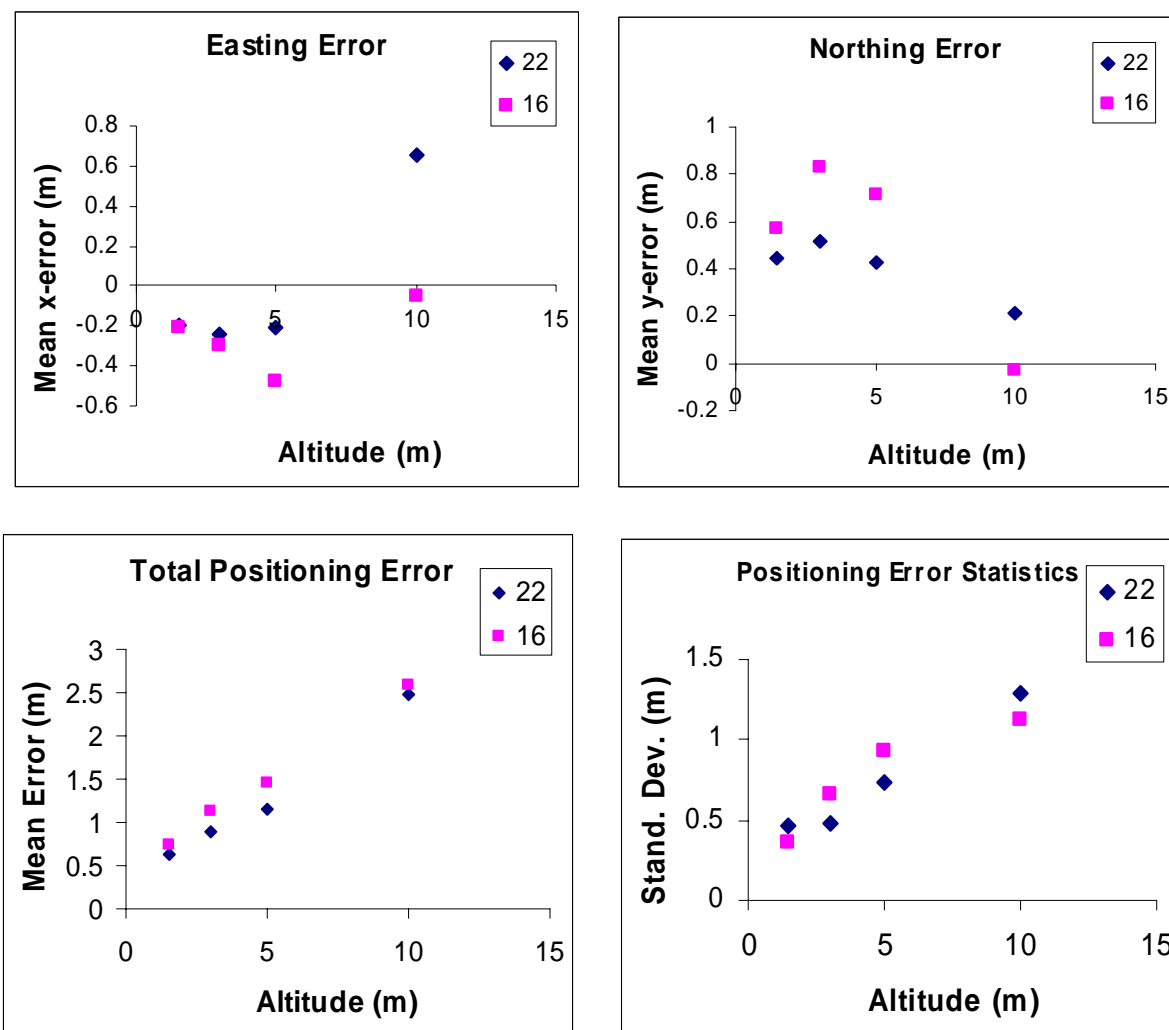 Easting Error
22
16
Mean x-error (m)
0.8
0.6
0.4
0.2
0
-0.2
-0.4
-0.6
0 5 10 15
Altitude (m)
Northing Error
22
16
Mean y-error (m)
1
0.8
0.6
0.4
0.2
0
-0.2
0 5 10 15
Altitude (m)
Total Positioning Error
22
16
Mean Error (m)
3
2.5
2
1.5
1
0.5
0
0 5 10 15
Altitude (m)
Positioning Error Statistics
22
16
Stand. Dev. (m)
1.5
1
0.5
0
0 5 10 15
Altitude (m)